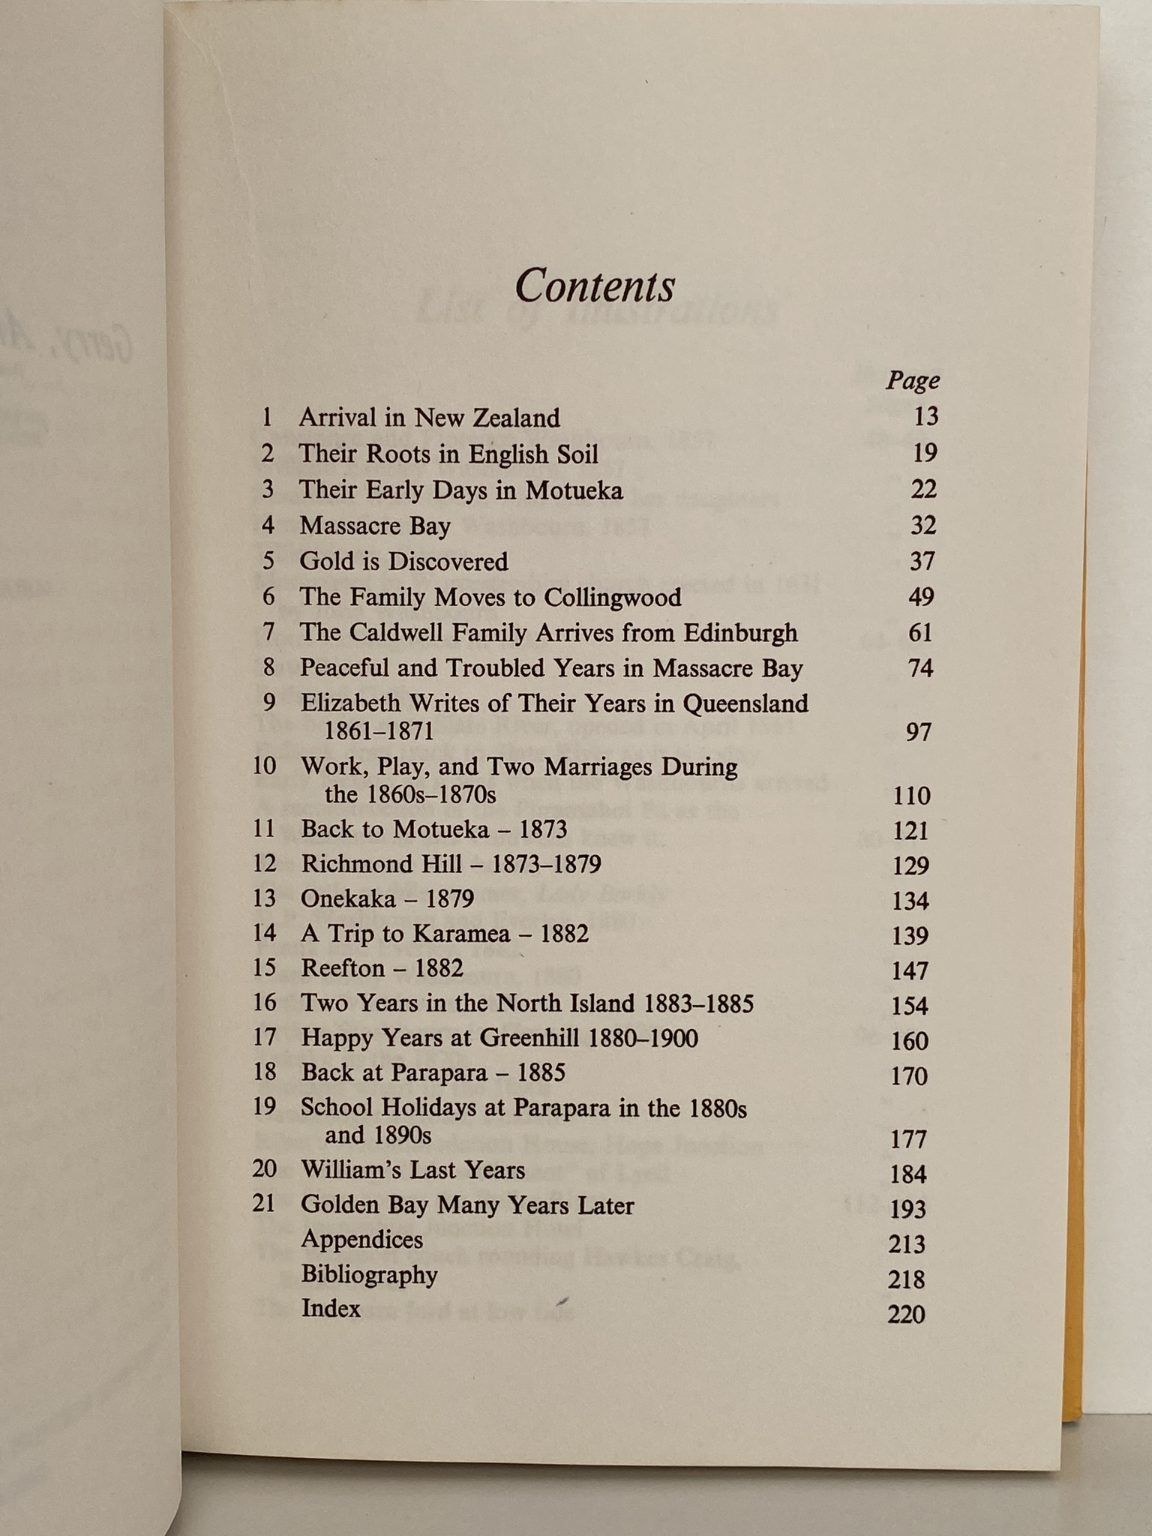 Contents
Page
1 Arrival in New Zealand 13
2 Their Roots in English Soil 19
3 Their Early Days in Motueka 22
4 Massacre Bay 32
5 Gold is Discovered 37
6 The Family Moves to Collingwood 49
7 The Caldwell Family Arrives from Edinburgh 61
8 Peaceful and Troubled Years in Massacre Bay 74
9 Elizabeth Writes of Their Years in Queensland
1861–1871 97
10 Work, Play, and Two Marriages During
the 1860s–1870s 110
11 Back to Motueka – 1873 121
12 Richmond Hill – 1873–1879 129
13 Onekaka – 1879 134
14 A Trip to Karamea – 1882 139
15 Reefton – 1882 147
16 Two Years in the North Island 1883–1885 154
17 Happy Years at Greenhill 1880–1900 160
18 Back at Parapara – 1885 170
19 School Holidays at Parapara in the 1880s
and 1890s 177
20 William's Last Years 184
21 Golden Bay Many Years Later 193
Appendices 213
Bibliography 218
Index 220